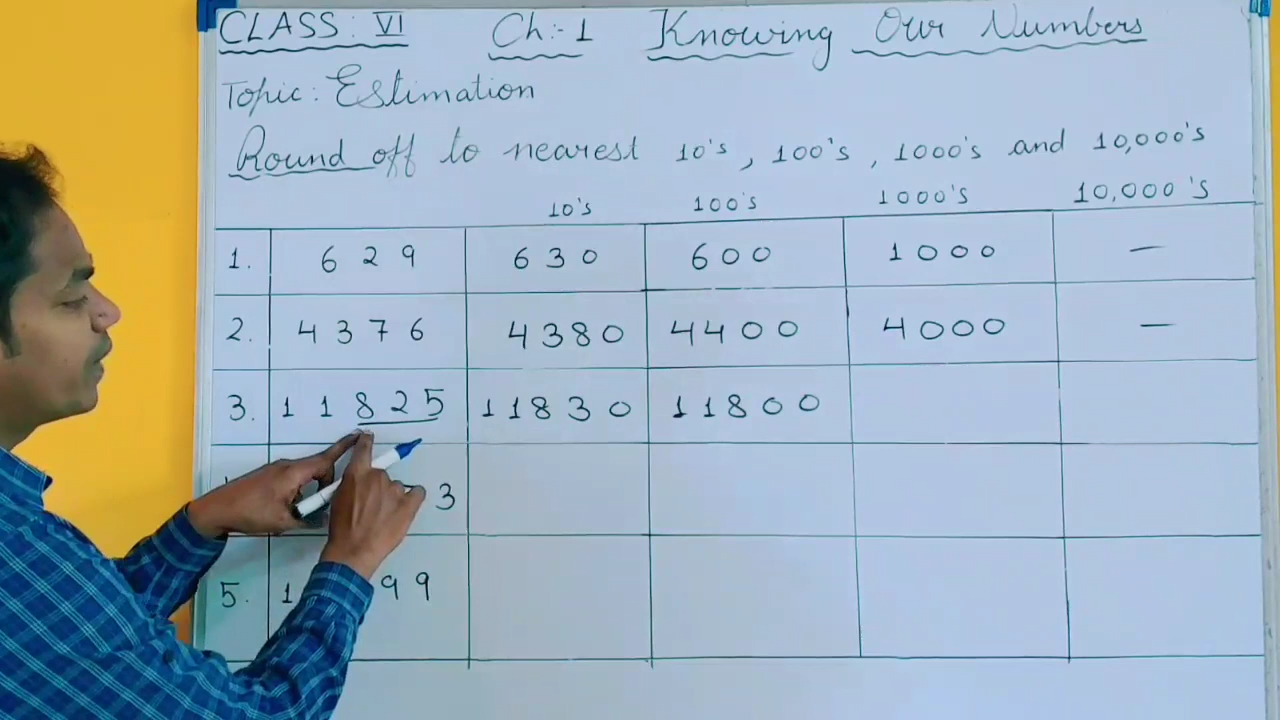 CLASS : VI Ch:- 1 Knowing Our Numbers
Topic : Estimation
Round off to nearest 10's, 100's, 1000's and 10,000's
10's 100's 1000's 10,000's
1. 629 630 600 1000 —
2. 4376 4380 4400 4000 —
3. 11825 11830 11800
3
5. 1 99